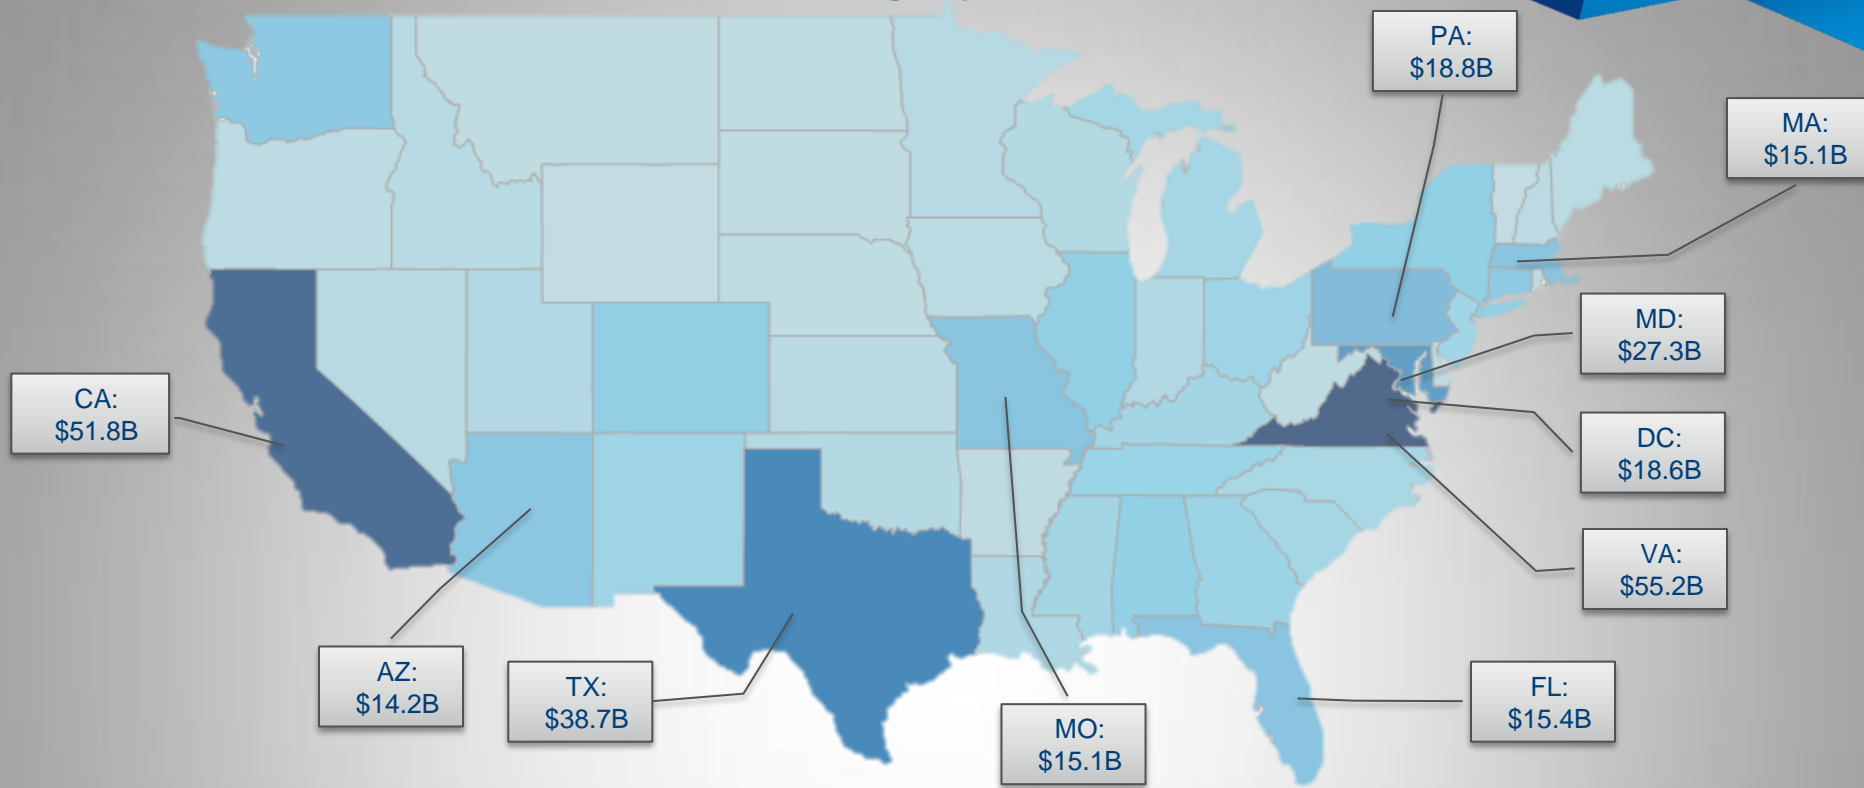 PA:
$18.8B
MA:
$15.1B
MD:
$27.3B
CA:
$51.8B
DC:
$18.6B
VA:
$55.2B
AZ:
$14.2B
TX:
$38.7B
MO:
$15.1B
FL:
$15.4B